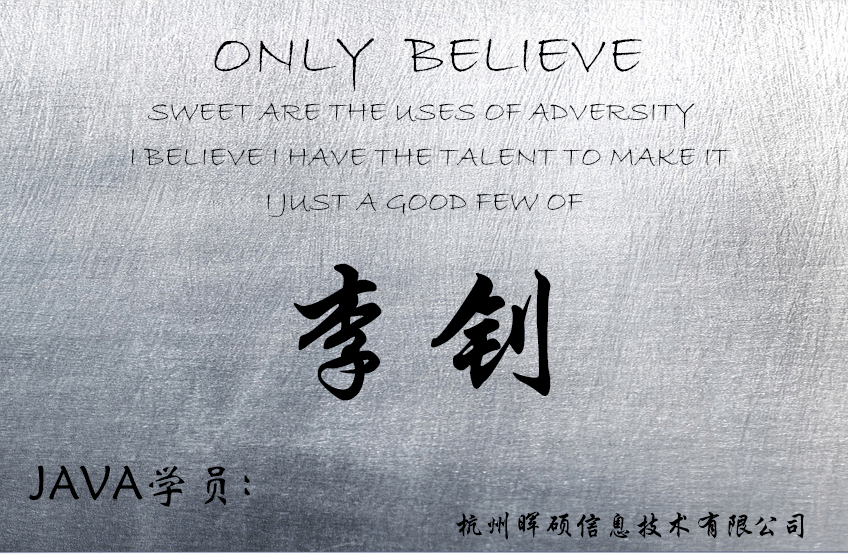 ONLY BELIEVE
SWEET ARE THE USES OF ADVERSITY
I BELIEVE I HAVE THE TALENT TO MAKE IT
I JUST A GOOD FEW OF
李钊
JAVA学员:
杭州晖硕信息技术有限公司